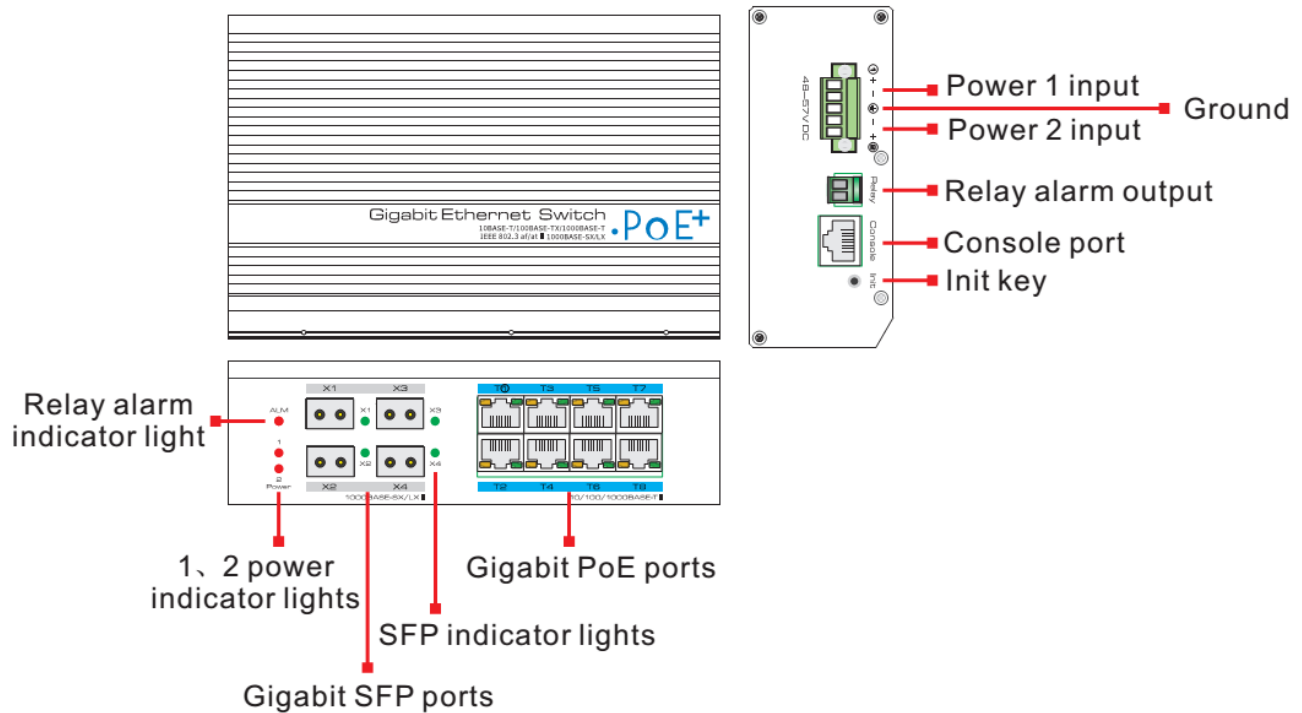 Gigabit Ethernet Switch
10BASE-T/100BASE-TX/1000BASE-T
IEEE 802.3 af/at 1000BASE-SX/LX
PoE+
48-57V DC
1
+
-
-
+
2
Relay
Console
Init
Power 1 input
Ground
Power 2 input
Relay alarm output
Console port
Init key
Relay alarm
indicator light
ALM
1
2
Power
X1 X3
X1 X3
X2 X4
X2 X4
1000BASE-SX/LX
T1 T3 T5 T7
T2 T4 T6 T8
10/100/1000BASE-T
1、2 power
indicator lights
Gigabit PoE ports
SFP indicator lights
Gigabit SFP ports